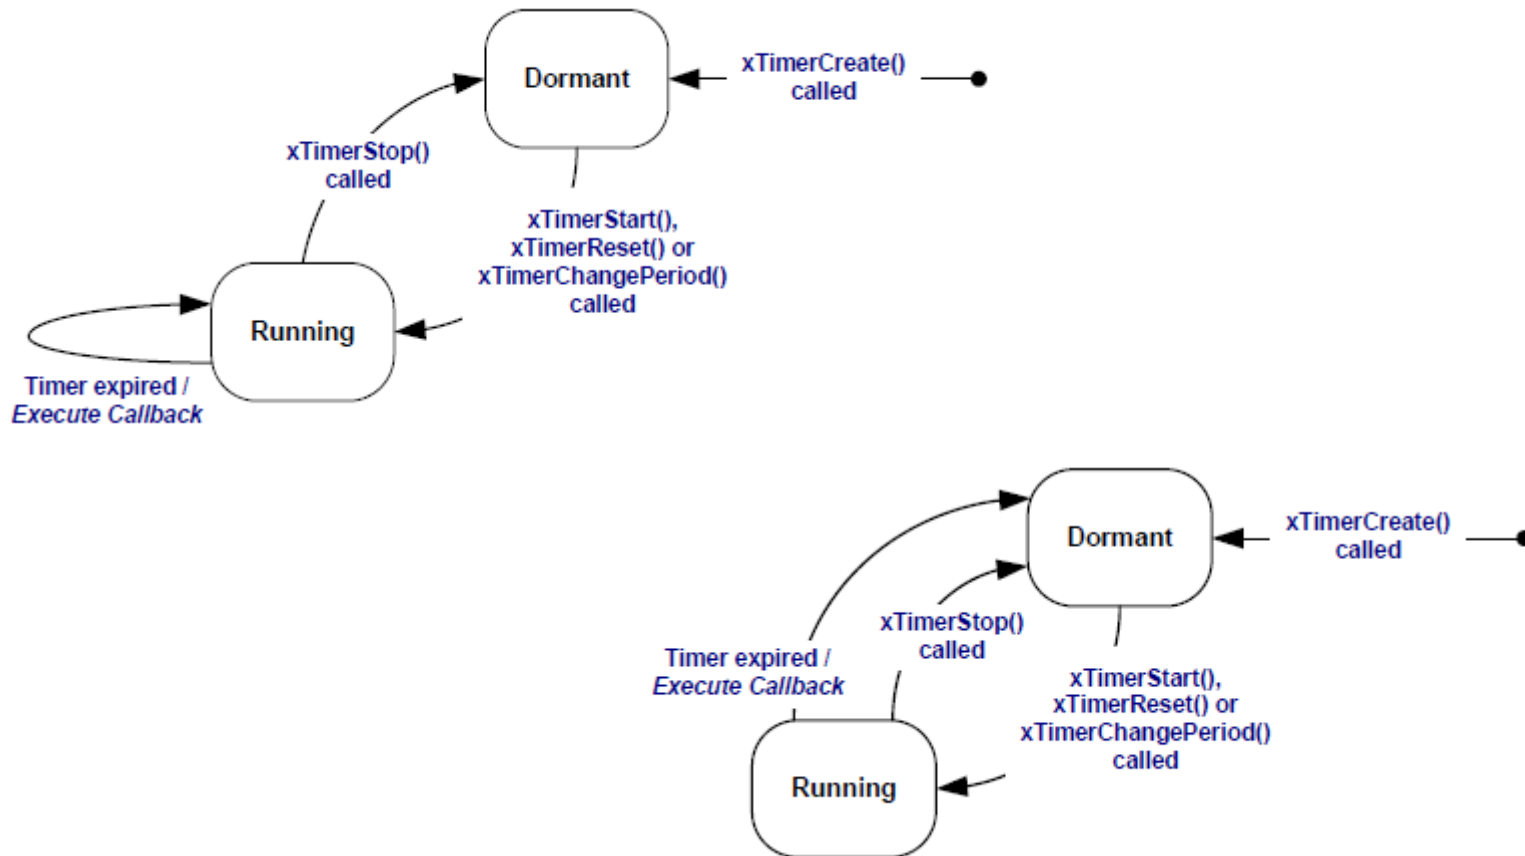 Dormant
xTimerCreate()
called
xTimerStop()
called
xTimerStart(),
xTimerReset() or
xTimerChangePeriod()
called
Running
Timer expired /
Execute Callback
Dormant
xTimerCreate()
called
xTimerStop()
called
Timer expired /
Execute Callback
xTimerStart(),
xTimerReset() or
xTimerChangePeriod()
called
Running